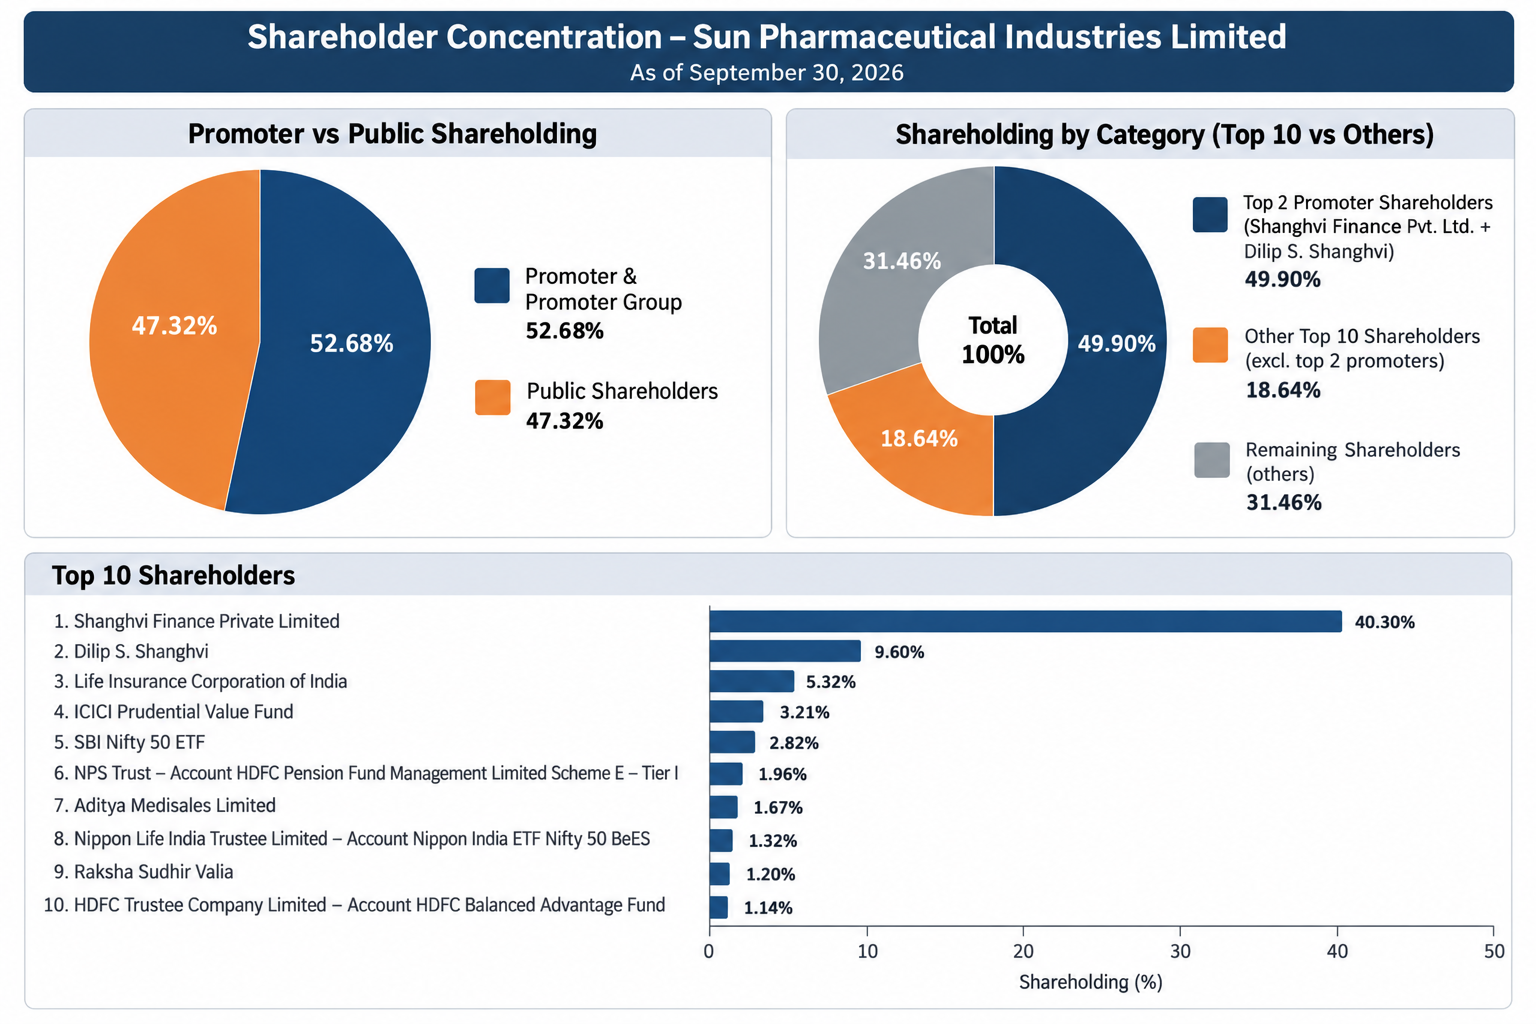 Shareholder Concentration – Sun Pharmaceutical Industries Limited
As of September 30, 2026
Promoter vs Public Shareholding
47.32%
52.68%
Promoter &
Promoter Group
52.68%
Public Shareholders
47.32%
Shareholding by Category (Top 10 vs Others)
31.46%
18.64%
49.90%
Total
100%
Top 2 Promoter Shareholders
(Shanghvi Finance Pvt. Ltd. +
Dilip S. Shanghvi)
49.90%
Other Top 10 Shareholders
(excl. top 2 promoters)
18.64%
Remaining Shareholders
(others)
31.46%
Top 10 Shareholders
1. Shanghvi Finance Private Limited 40.30%
2. Dilip S. Shanghvi 9.60%
3. Life Insurance Corporation of India 5.32%
4. ICICI Prudential Value Fund 3.21%
5. SBI Nifty 50 ETF 2.82%
6. NPS Trust – Account HDFC Pension Fund Management Limited Scheme E – Tier I 1.96%
7. Aditya Medisales Limited 1.67%
8. Nippon Life India Trustee Limited – Account Nippon India ETF Nifty 50 BeES 1.32%
9. Raksha Sudhir Valia 1.20%
10. HDFC Trustee Company Limited – Account HDFC Balanced Advantage Fund 1.14%
0 10 20 30 40 50
Shareholding (%)